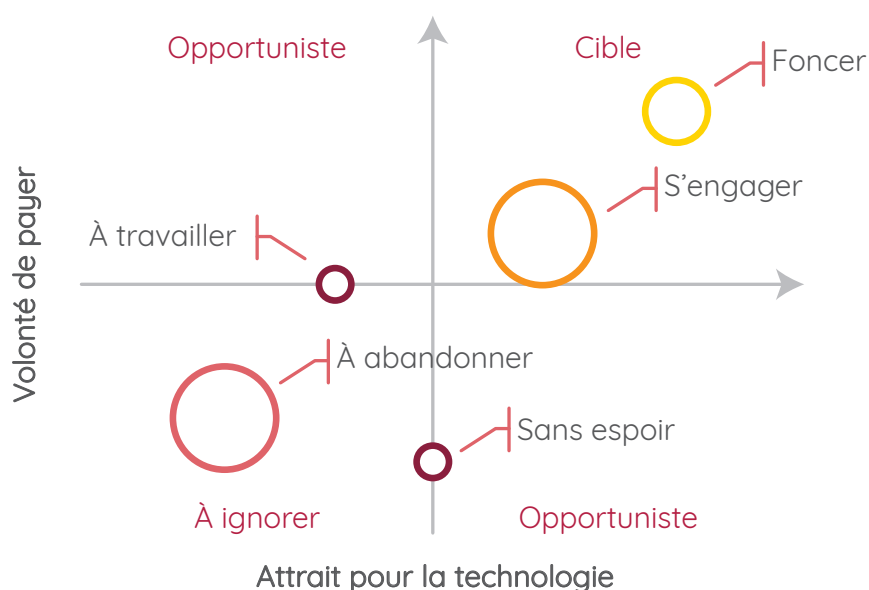 Opportuniste
Cible
Foncer
S’engager
À travailler
Volonté de payer
À abandonner
Sans espoir
À ignorer
Opportuniste
Attrait pour la technologie